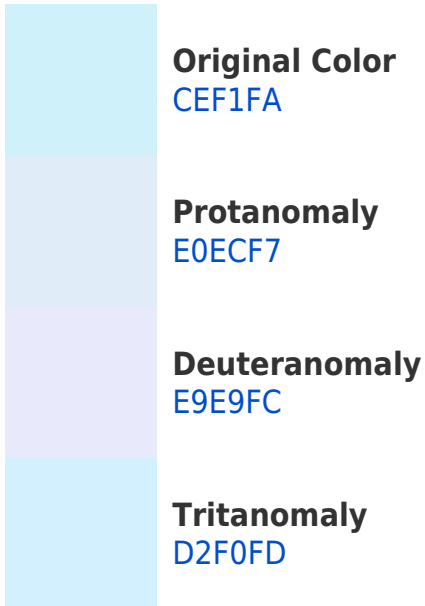 Original Color
CEF1FA
Protanomaly
E0ECF7
Deuteranomaly
E9E9FC
Tritanomaly
D2F0FD